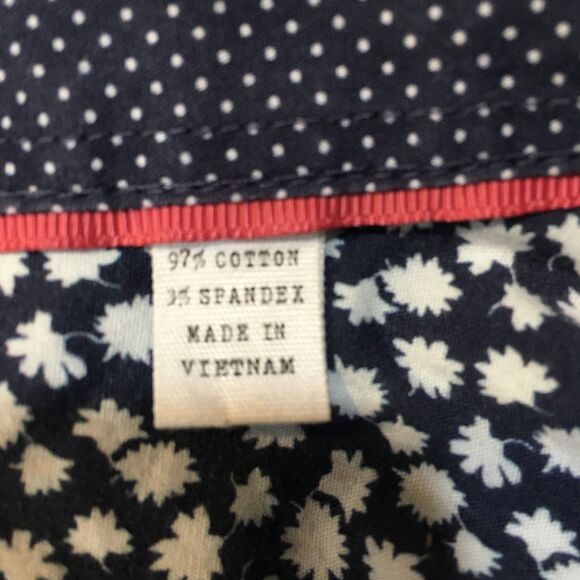 97% COTTON
3% SPANDEX
MADE IN
VIETNAM